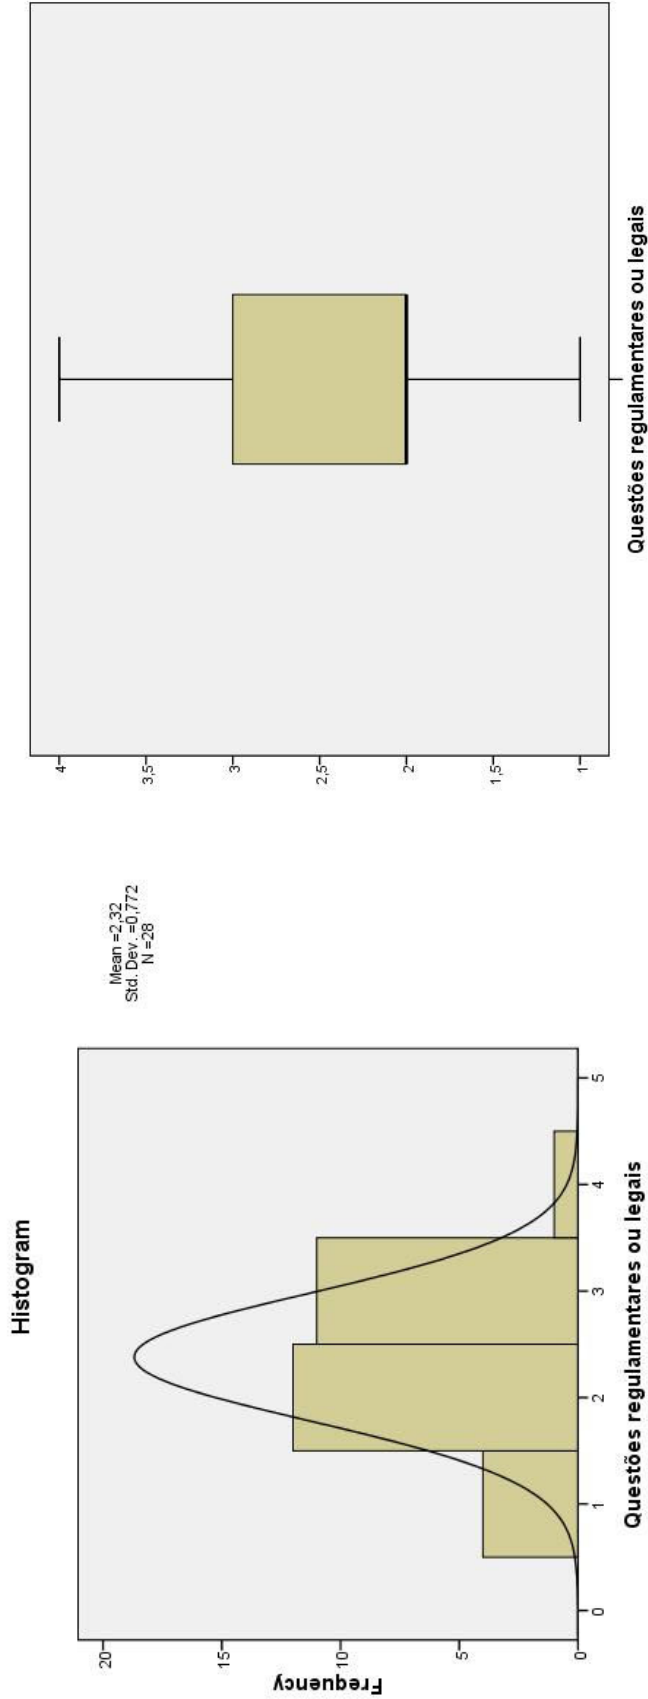 Histogram
Frequency
20
15
10
5
0
0
1
2
3
4
5
Questões regulamentares ou legais
Mean =2,32
Std. Dev. =0,772
N =28
4
3,5
3
2,5
2
1,5
1
Questões regulamentares ou legais